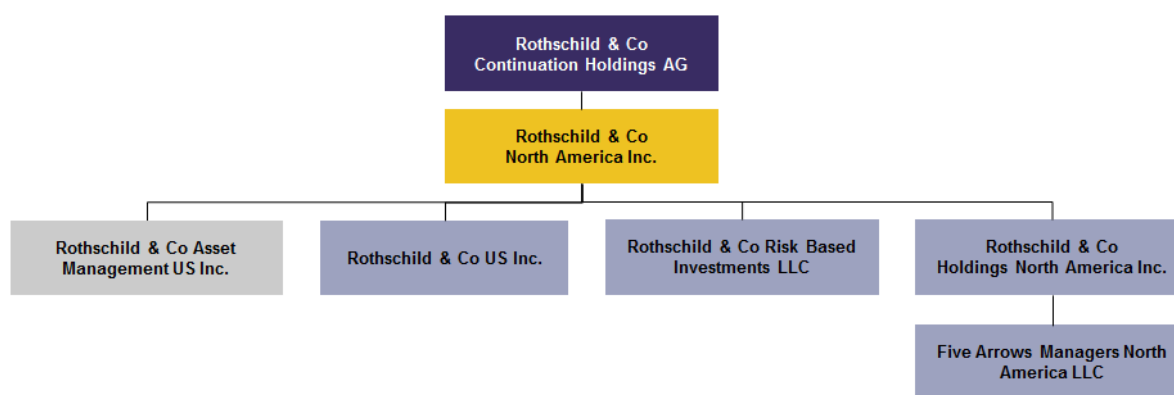 Rothschild & Co
Continuation Holdings AG
Rothschild & Co
North America Inc.
Rothschild & Co Asset
Management US Inc.
Rothschild & Co US Inc.
Rothschild & Co Risk Based
Investments LLC
Rothschild & Co
Holdings North America Inc.
Five Arrows Managers North
America LLC